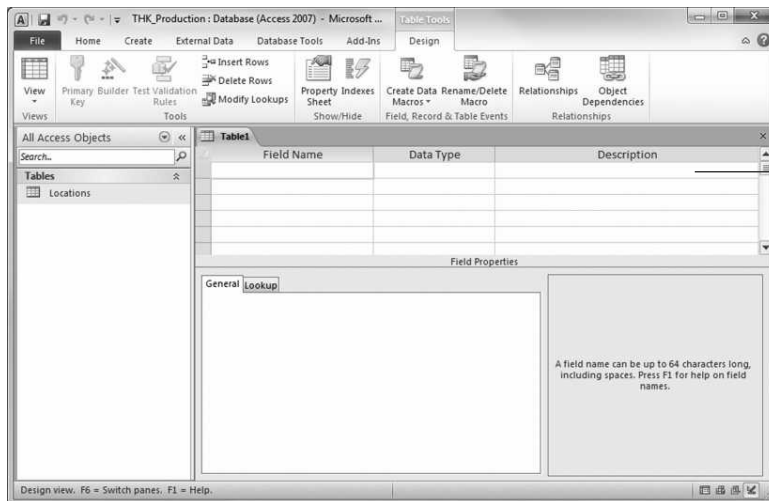 THK_Production : Database (Access 2007) - Microsoft ...
Table Tools
File Home Create External Data Database Tools Add-Ins Design
View
Primary Key
Builder
Test Validation Rules
Insert Rows
Delete Rows
Modify Lookups
Property Sheet
Indexes
Create Data Macros
Rename/Delete Macro
Relationships
Object Dependencies
Views Tools Show/Hide Field, Record & Table Events Relationships
All Access Objects
Search...
Tables
Locations
Table1
Field Name Data Type Description
Field Properties
General Lookup
A field name can be up to 64 characters long,
including spaces. Press F1 for help on field
names.
Design view. F6 = Switch panes. F1 = Help.